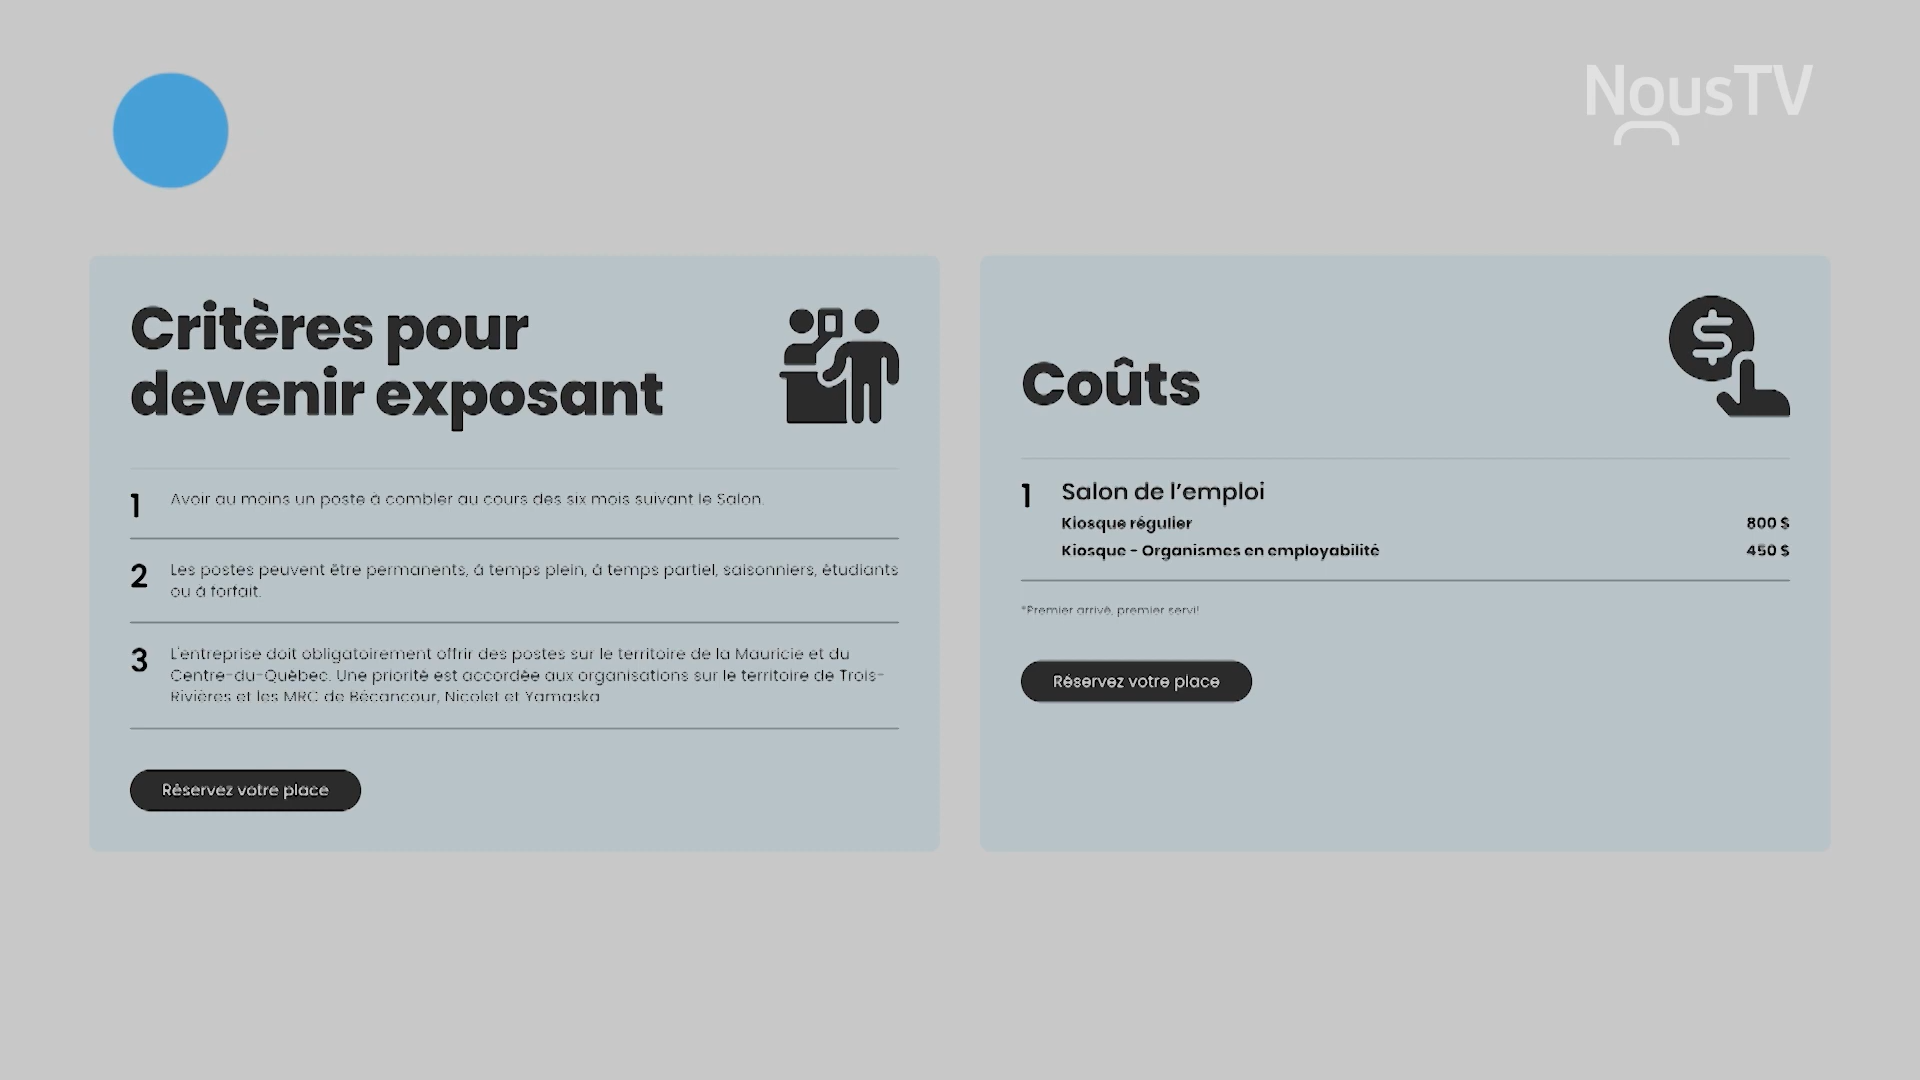 NousTV
Critères pour
devenir exposant
1 Avoir au moins un poste à combler au cours des six mois suivant le Salon.
2 Les postes peuvent être permanents, à temps plein, à temps partiel, saisonniers, étudiants
ou à forfait.
3 L'entreprise doit obligatoirement offrir des postes sur le territoire de la Mauricie et du
Centre-du-Québec. Une priorité est accordée aux organisations sur le territoire de Trois-
Rivières et les MRC de Bécancour, Nicolet et Yamaska
Réservez votre place
Coûts
$
1 Salon de l'emploi
Kiosque régulier 800 $
Kiosque - Organismes en employabilité 450 $
*Premier arrivé, premier servi!
Réservez votre place